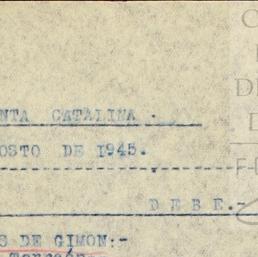 NTA CATALINA .
OSTO DE 1945.
D E B E.-
S DE GIMON:-